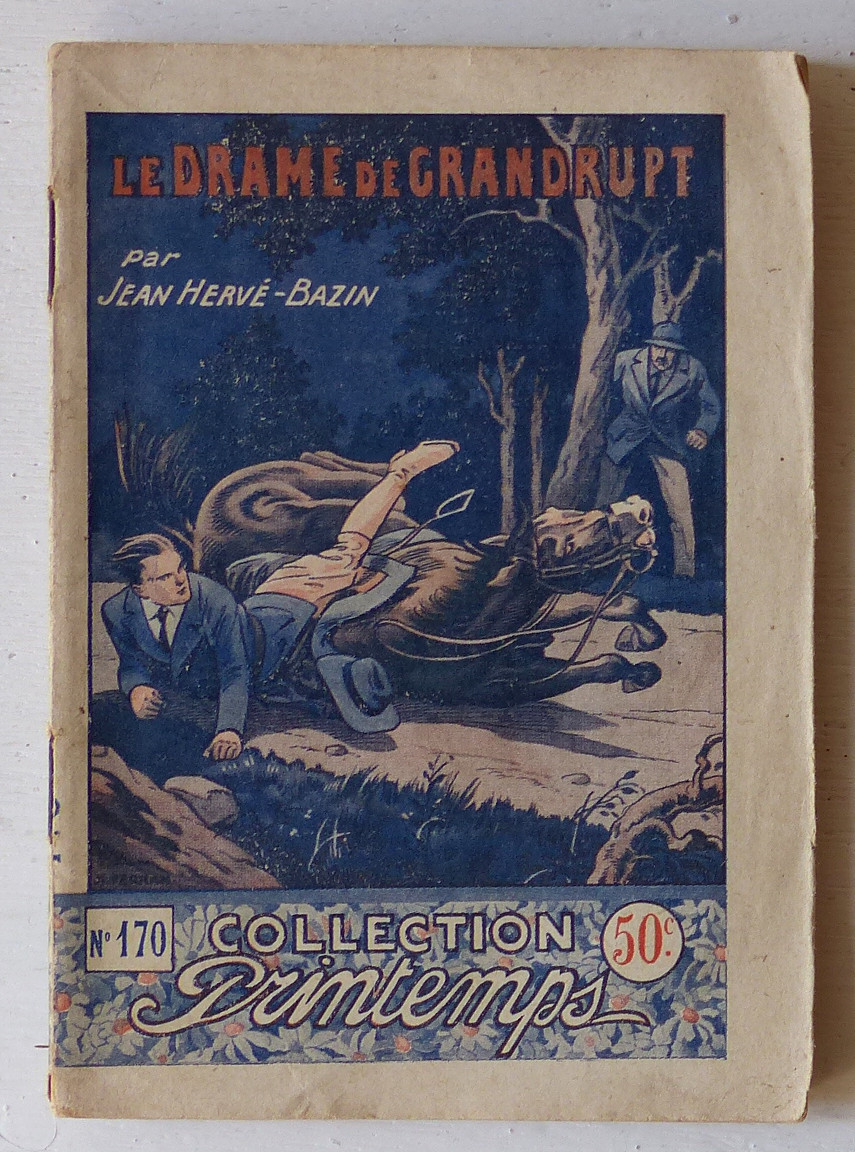 LE DRAME DE GRANDRUPT
par
JEAN HERVÉ-BAZIN
Nº 170
COLLECTION
Printemps
50c.